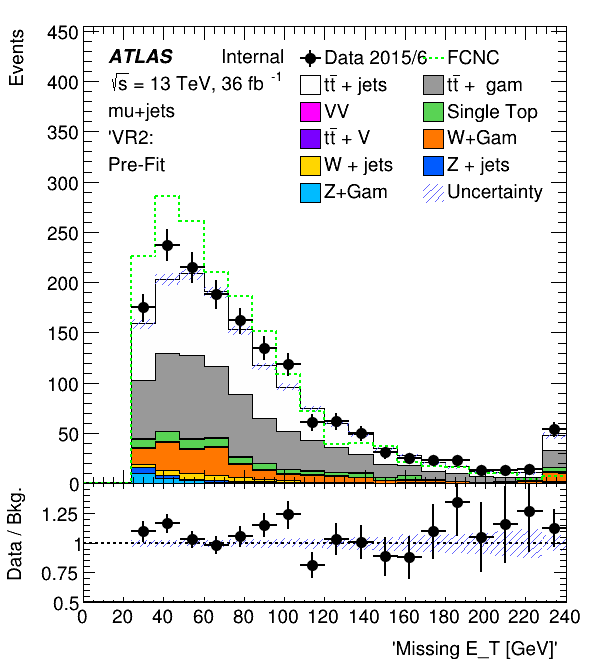 Events
450
400
350
300
250
200
150
100
50
0
ATLAS Internal
√s = 13 TeV, 36 fb -1
mu+jets
'VR2:
Pre-Fit
Data 2015/6 FCNC
tt̄ + jets tt̄ + gam
VV Single Top
tt̄ + V W+Gam
W + jets Z + jets
Z+Gam Uncertainty
Data / Bkg.
1.25
1
0.75
0.5
0 20 40 60 80 100 120 140 160 180 200 220 240
'Missing E_T [GeV]'